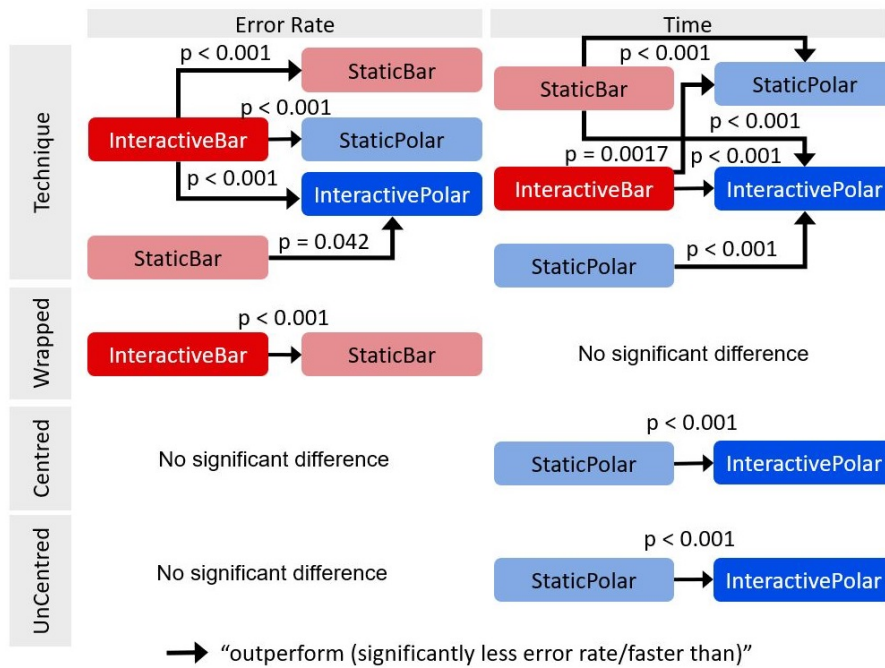 Error Rate
Time
Technique
p < 0.001
StaticBar
InteractiveBar
p < 0.001
StaticPolar
p < 0.001
InteractivePolar
StaticBar
p = 0.042
p < 0.001
StaticBar
StaticPolar
p < 0.001
p = 0.0017
p < 0.001
InteractiveBar
InteractivePolar
StaticPolar
p < 0.001
Wrapped
p < 0.001
InteractiveBar
StaticBar
No significant difference
Centred
No significant difference
p < 0.001
StaticPolar
InteractivePolar
UnCentred
No significant difference
p < 0.001
StaticPolar
InteractivePolar
“outperform (significantly less error rate/faster than)”